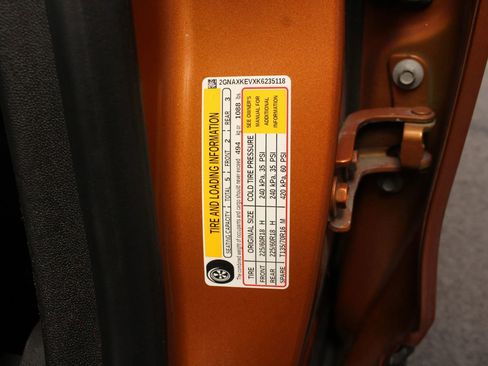 2GNAXKEVXK6235118
TIRE AND LOADING INFORMATION
SEATING CAPACITY TOTAL 5 FRONT 2 REAR 3
The combined weight of occupants and cargo should never exceed 494 kg or 1088 lbs
TIRE ORIGINAL SIZE COLD TIRE PRESSURE
FRONT 225/60R18 H 240 kPa, 35 PSI
REAR 225/60R18 H 240 kPa, 35 PSI
SPARE T135/70R16 M 420 kPa, 60 PSI
SEE OWNER'S
MANUAL FOR
ADDITIONAL
INFORMATION